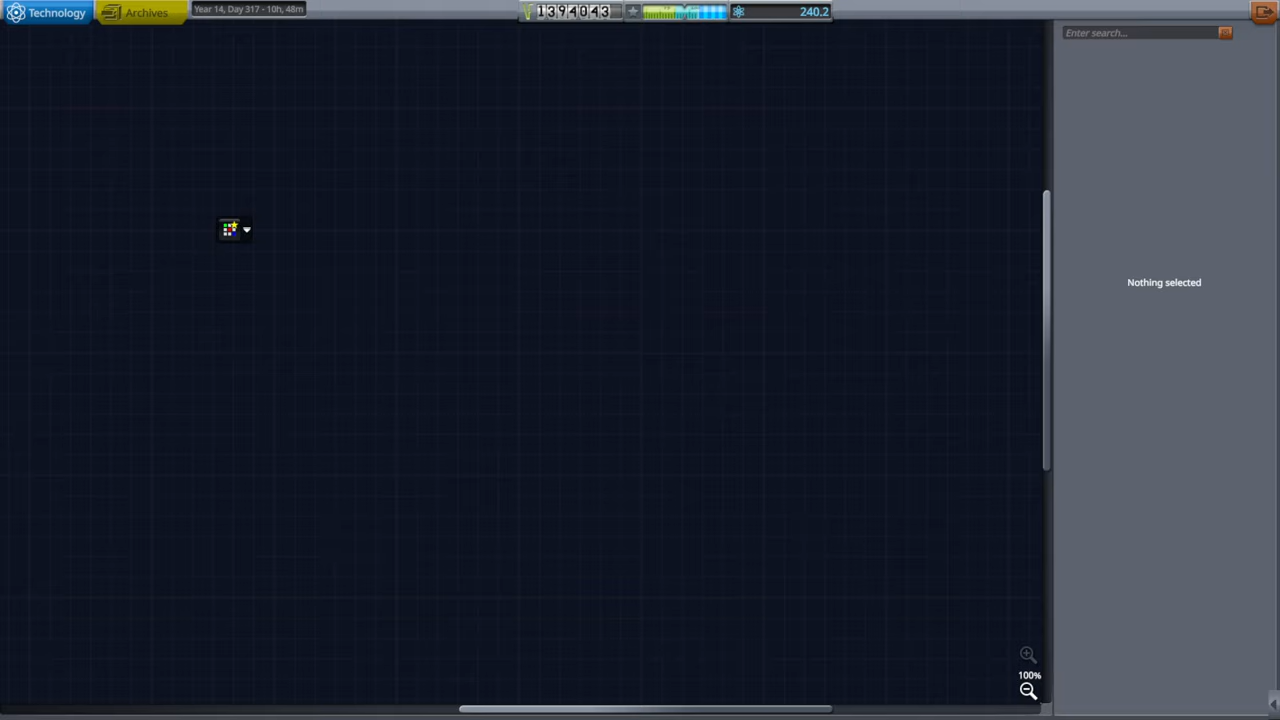 Technology
Archives
Year 14, Day 317 - 10h, 48m
1394043
240.2
Enter search...
Nothing selected
100%